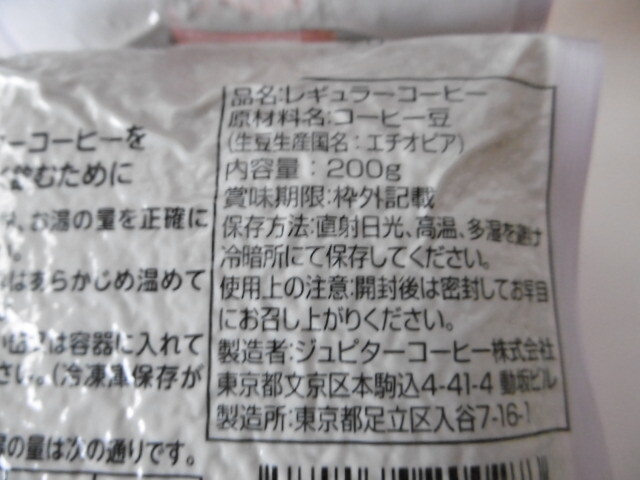 ーコーヒーを
飲むために
、お湯の量を正確に
はあらかじめ温めて
は容器に入れて
さい。(冷凍庫保存が
の量は次の通りです。
品名:レギュラーコーヒー
原材料名:コーヒー豆
(生豆生産国名:エチオピア)
内容量:200g
賞味期限:枠外記載
保存方法:直射日光、高温、多湿を避け
冷暗所にて保存してください。
使用上の注意:開封後は密封してお早目
にお召し上がりください。
製造者:ジュピターコーヒー株式会社
東京都文京区本駒込4-41-4 動坂ビル
製造所:東京都足立区入谷7-16-1